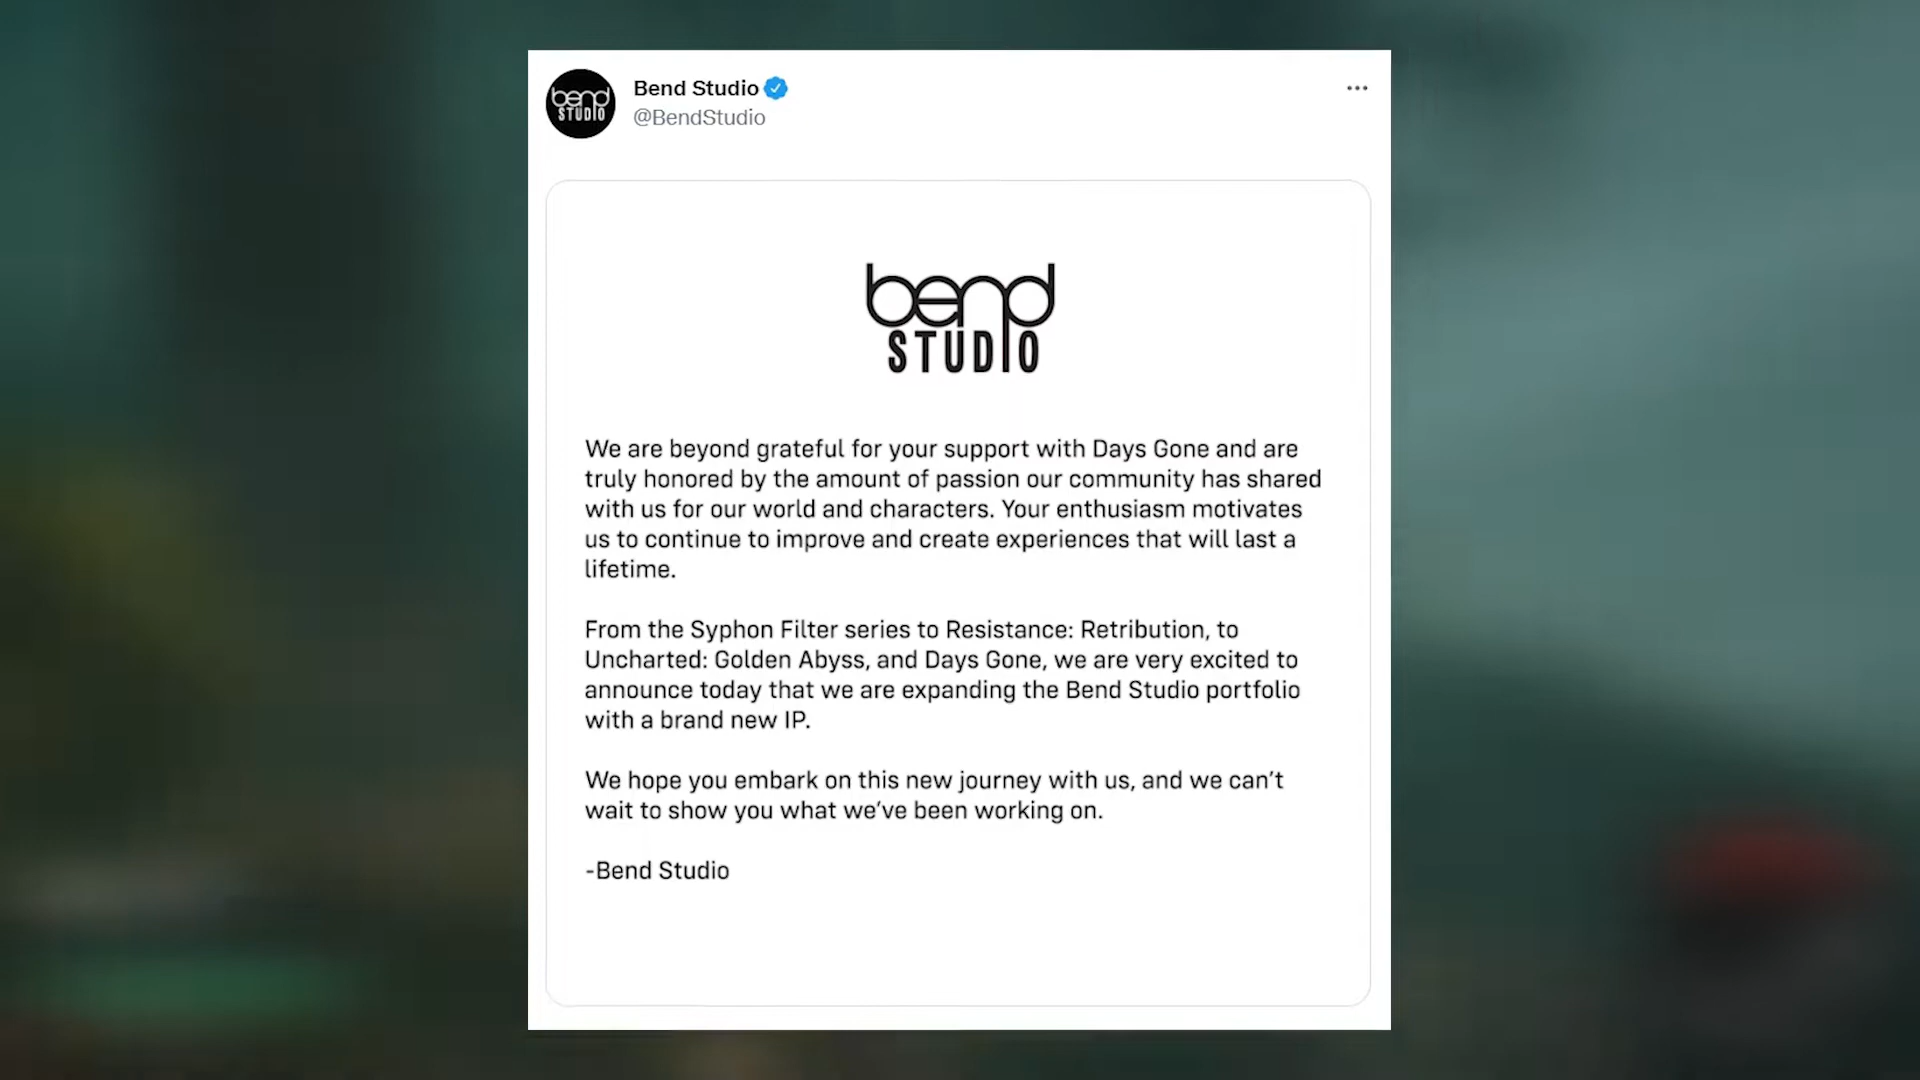 bend
STUDIO
Bend Studio
@BendStudio
bend
STUDIO
We are beyond grateful for your support with Days Gone and are
truly honored by the amount of passion our community has shared
with us for our world and characters. Your enthusiasm motivates
us to continue to improve and create experiences that will last a
lifetime.
From the Syphon Filter series to Resistance: Retribution, to
Uncharted: Golden Abyss, and Days Gone, we are very excited to
announce today that we are expanding the Bend Studio portfolio
with a brand new IP.
We hope you embark on this new journey with us, and we can't
wait to show you what we've been working on.
-Bend Studio